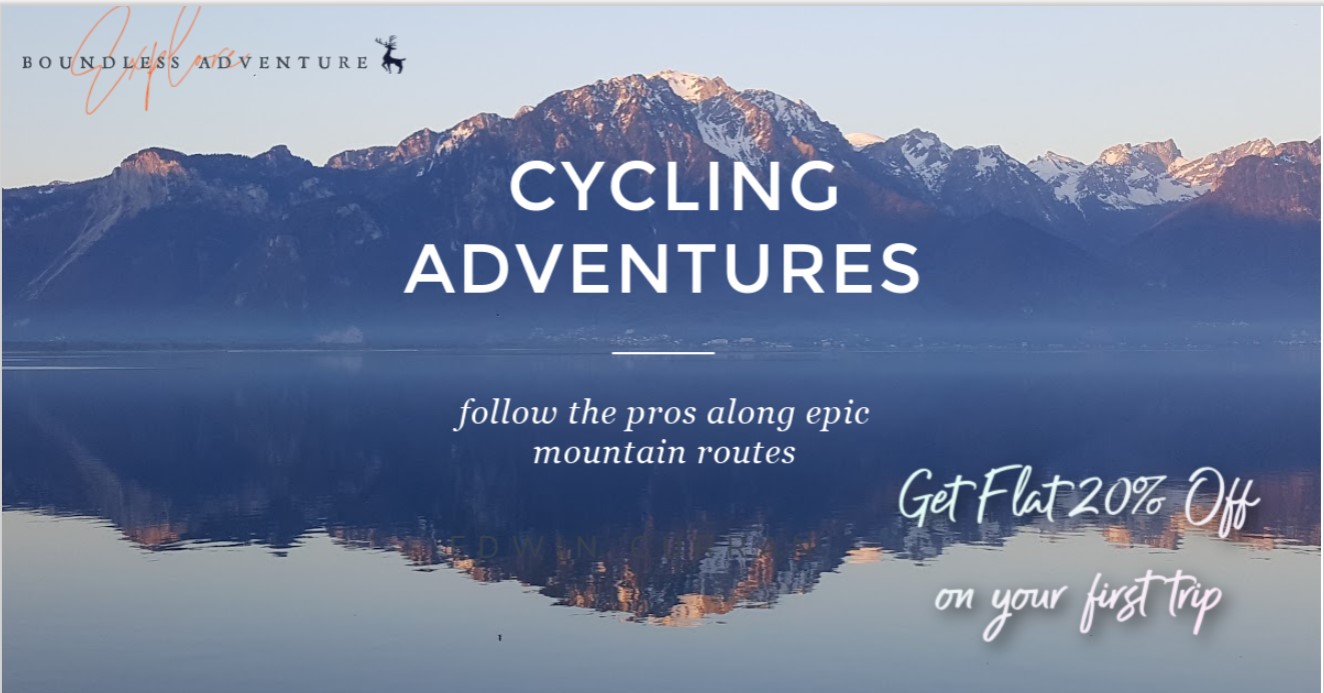 BOUNDLESS ADVENTURE
Explore
CYCLING
ADVENTURES
follow the pros along epic
mountain routes
Get Flat 20% Off
on your first trip
EDWIN